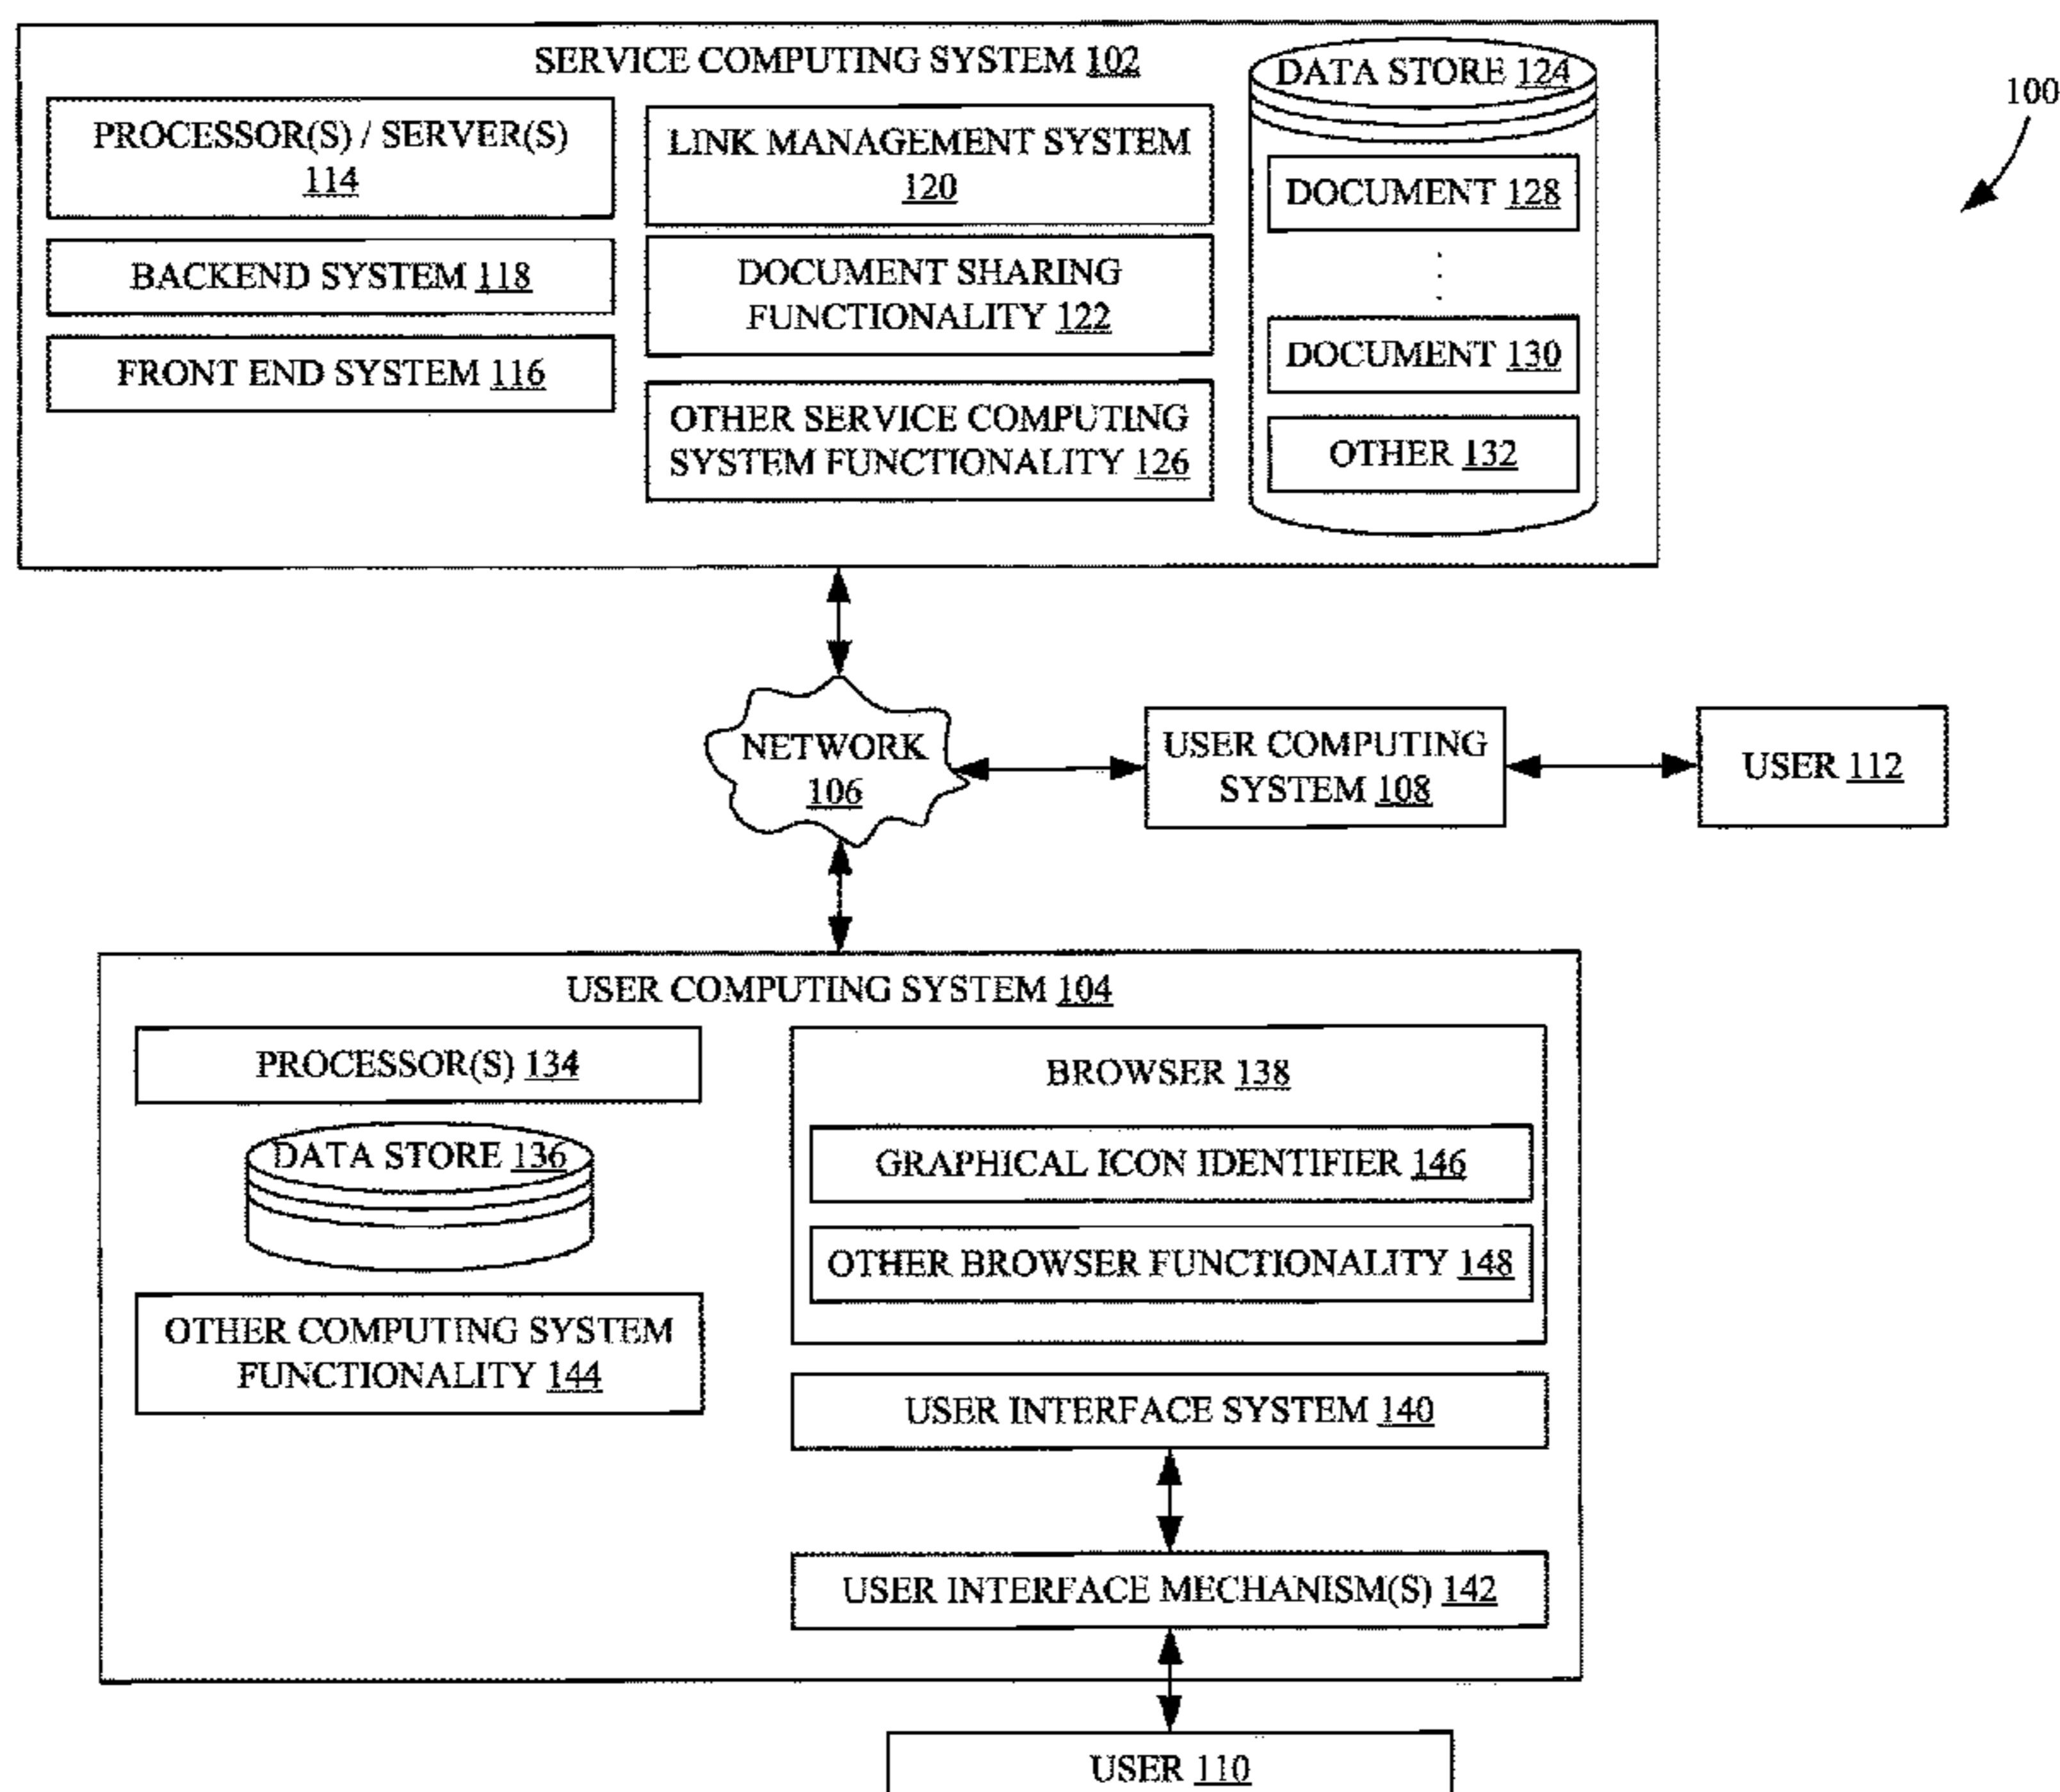 SERVICE COMPUTING SYSTEM 102
PROCESSOR(S) / SERVER(S)
114
BACKEND SYSTEM 118
FRONT END SYSTEM 116
LINK MANAGEMENT SYSTEM
120
DOCUMENT SHARING
FUNCTIONALITY 122
OTHER SERVICE COMPUTING
SYSTEM FUNCTIONALITY 126
DATA STORE 124
DOCUMENT 128
DOCUMENT 130
OTHER 132
100
NETWORK
106
USER COMPUTING
SYSTEM 108
USER 112
USER COMPUTING SYSTEM 104
PROCESSOR(S) 134
DATA STORE 136
OTHER COMPUTING SYSTEM
FUNCTIONALITY 144
BROWSER 138
GRAPHICAL ICON IDENTIFIER 146
OTHER BROWSER FUNCTIONALITY 148
USER INTERFACE SYSTEM 140
USER INTERFACE MECHANISM(S) 142
USER 110